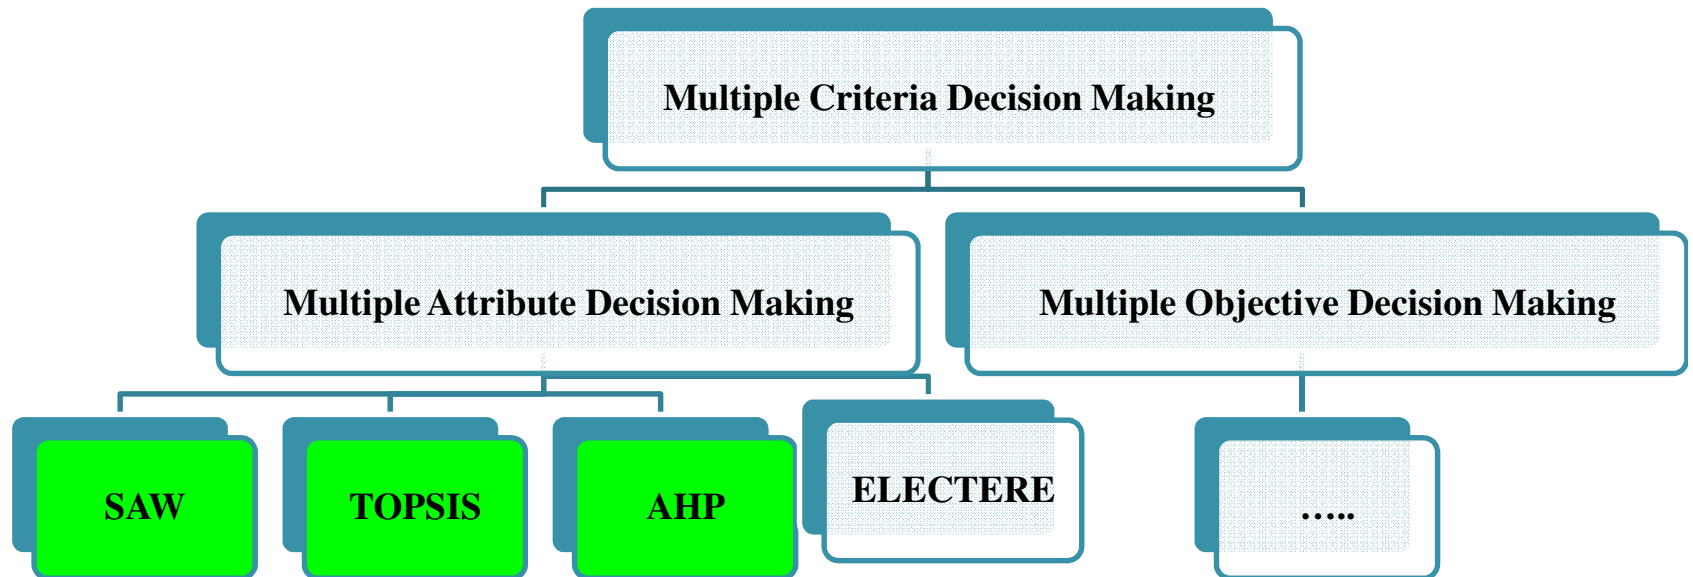 Multiple Criteria Decision Making
Multiple Attribute Decision Making
Multiple Objective Decision Making
SAW
TOPSIS
AHP
ELECTERE
…..